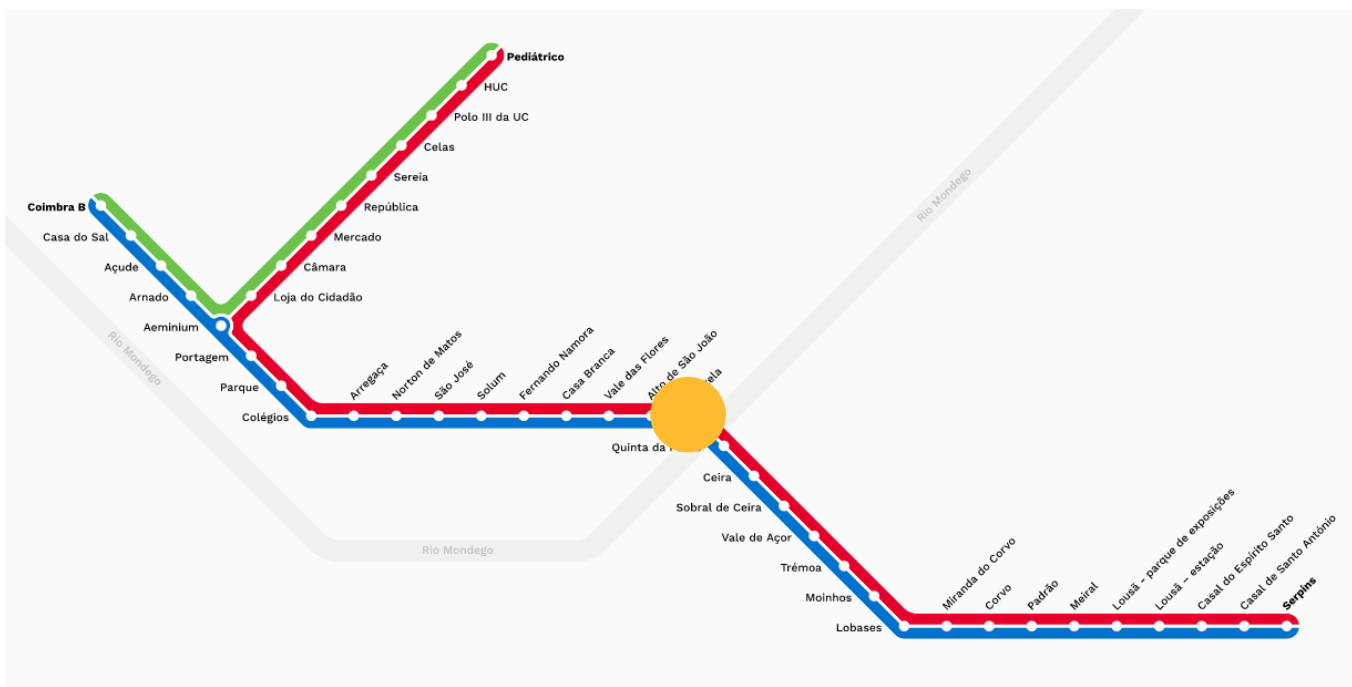 Pediátrico
HUC
Polo III da UC
Celas
Sereia
República
Mercado
Câmara
Loja do Cidadão
Coimbra B
Casa do Sal
Açude
Arnado
Aeminium
Portagem
Parque
Colégios
Arregaça
Norton de Matos
São José
Solum
Fernando Namora
Casa Branca
Vale das Flores
Alto de São João
Quinta da
Ceira
Sobral de Ceira
Vale de Açor
Trémoa
Moinhos
Lobases
Miranda do Corvo
Corvo
Padrão
Meiral
Lousã - parque de exposições
Lousã – estação
Casal do Espírito Santo
Casal de Santo António
Serpins
Rio Mondego
Rio Mondego
Rio Mondego